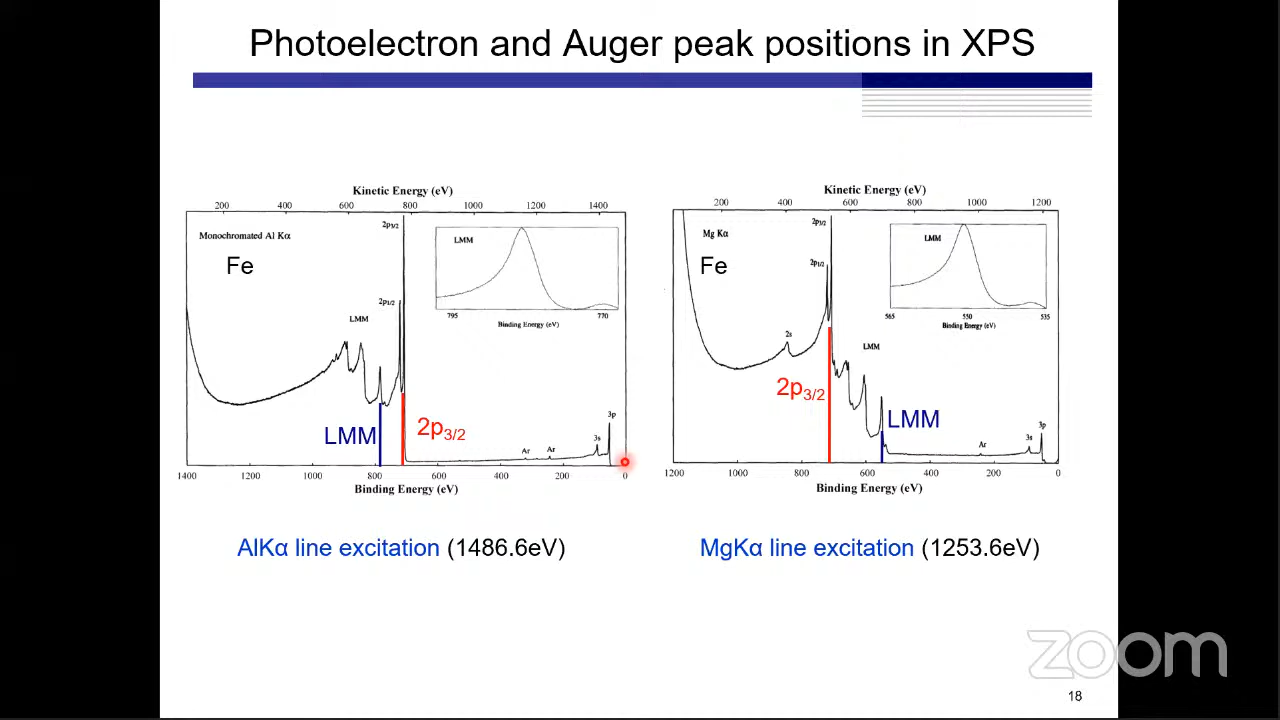 Photoelectron and Auger peak positions in XPS
Kinetic Energy (eV)
200 400 600 800 1000 1200 1400
Monochromated Al Kα
Fe
2p3/2
2p1/2
LMM
LMM
795 770
Binding Energy (eV)
LMM
2p3/2
Ar Ar 3s 3p
1400 1200 1000 800 600 400 200 0
Binding Energy (eV)
AlKα line excitation (1486.6eV)
Kinetic Energy (eV)
200 400 600 800 1000 1200
Mg Kα
Fe
2p3/2
2p1/2
2s
LMM
LMM
565 550 535
Binding Energy (eV)
2p3/2
LMM
Ar 3s 3p
1200 1000 800 600 400 200 0
Binding Energy (eV)
MgKα line excitation (1253.6eV)
zoom
18